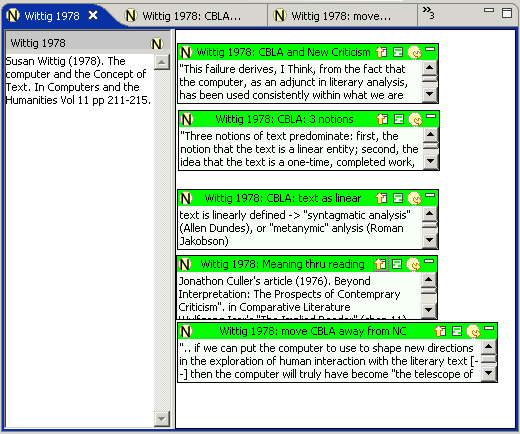 Wittig 1978
Wittig 1978: CBLA...
Wittig 1978: move...
»3
Wittig 1978
Susan Wittig (1978). The
computer and the Concept of
Text. In Computers and the
Humanities Vol 11 pp 211-215.
Wittig 1978: CBLA and New Criticism
"This failure derives, I Think, from the fact that
the computer, as an adjunct in literary analysis,
has been used consistently within what we are
Wittig 1978: CBLA: 3 notions
"Three notions of text predominate: first, the
notion that the text is a linear entity; second, the
idea that the text is a one-time, completed work,
Wittig 1978: CBLA: text as linear
text is linearly defined -> "syntagmatic analysis"
(Allen Dundes), or "metanymic" anlysis (Roman
Jakobson)
Wittig 1978: Meaning thru reading
Jonathon Culler's article (1976). Beyond
Interpretation: The Prospects of Contemprary
Criticism". in Comparative Literature
Wolfgang Iser's "The Implied Reader" (chap 11)
Wittig 1978: move CBLA away from NC
".. if we can put the computer to use to shape new directions
in the exploration of human interaction with the literary text [-
-] then the computer will truly have become "the telescope of